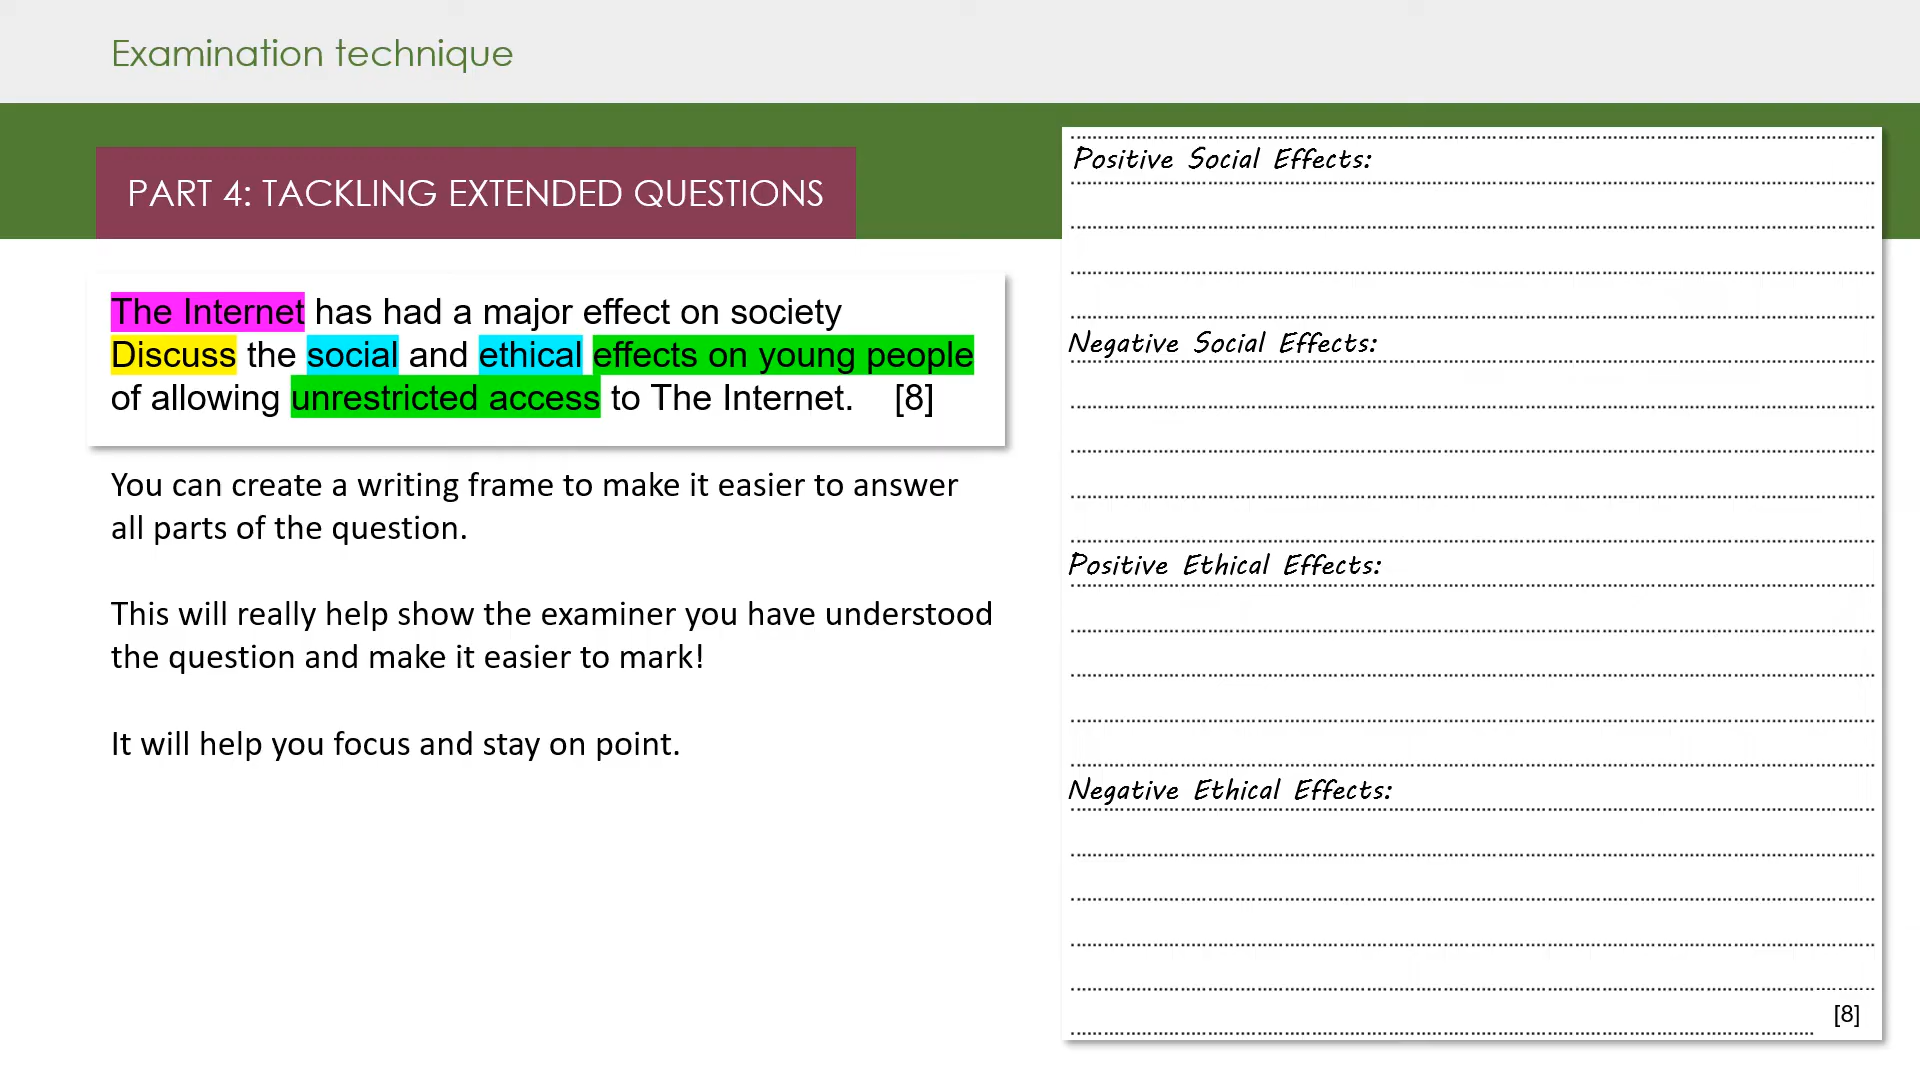 Examination technique
PART 4: TACKLING EXTENDED QUESTIONS
The Internet has had a major effect on society
Discuss the social and ethical effects on young people
of allowing unrestricted access to The Internet. [8]
You can create a writing frame to make it easier to answer
all parts of the question.
This will really help show the examiner you have understood
the question and make it easier to mark!
It will help you focus and stay on point.
Positive Social Effects:
Negative Social Effects:
Positive Ethical Effects:
Negative Ethical Effects:
[8]